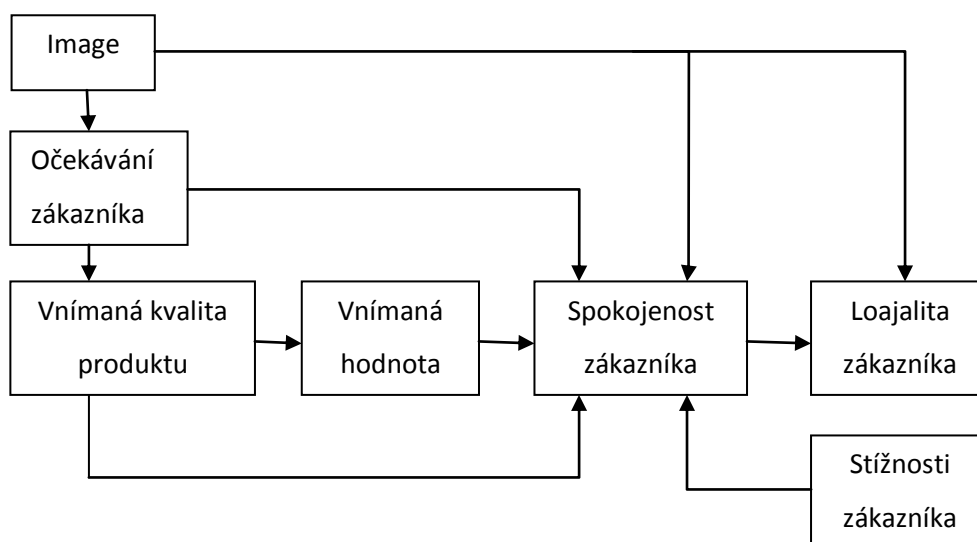 Image
Očekávání
zákazníka
Vnímaná kvalita
produktu
Vnímaná
hodnota
Spokojenost
zákazníka
Loajalita
zákazníka
Stížnosti
zákazníka